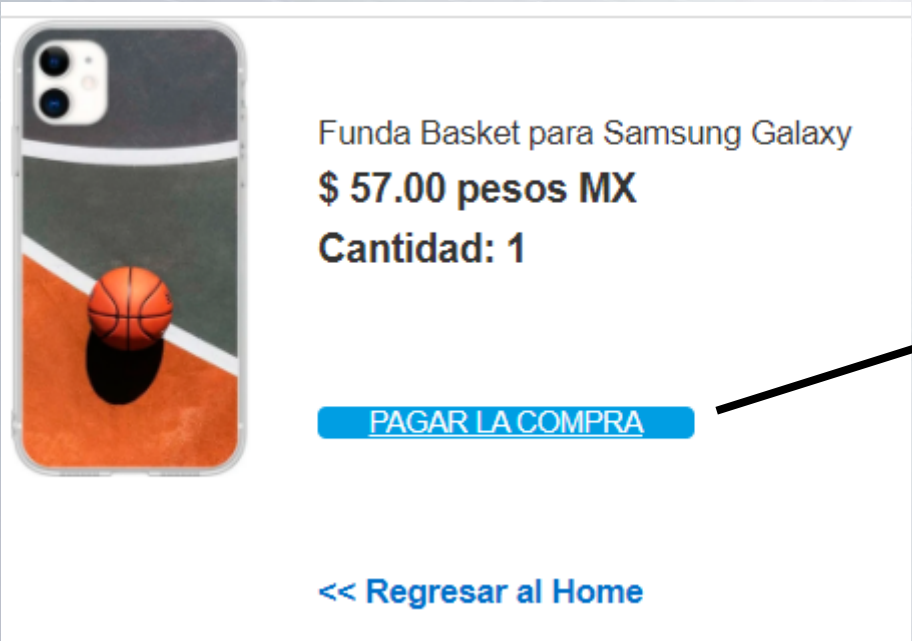 Funda Basket para Samsung Galaxy
$ 57.00 pesos MX
Cantidad: 1
PAGAR LA COMPRA
<< Regresar al Home